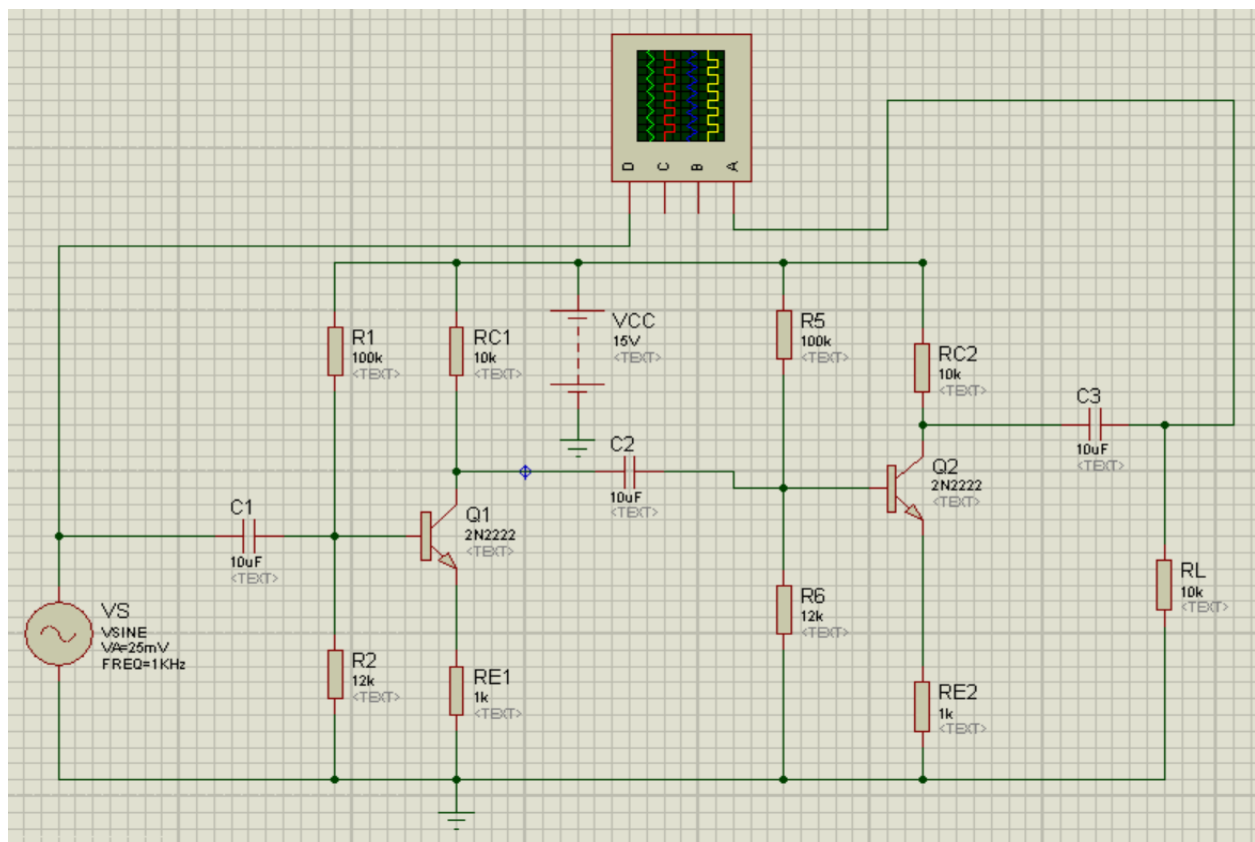 D C B A
R1
100k
<TEXT>
RC1
10k
<TEXT>
VCC
15V
<TEXT>
R5
100k
<TEXT>
RC2
10k
<TEXT>
C3
10uF
<TEXT>
C2
10uF
<TEXT>
Q2
2N2222
<TEXT>
C1
10uF
<TEXT>
Q1
2N2222
<TEXT>
RL
10k
<TEXT>
R6
12k
<TEXT>
VS
VSINE
VA=25mV
FREQ=1KHz
R2
12k
<TEXT>
RE1
1k
<TEXT>
RE2
1k
<TEXT>